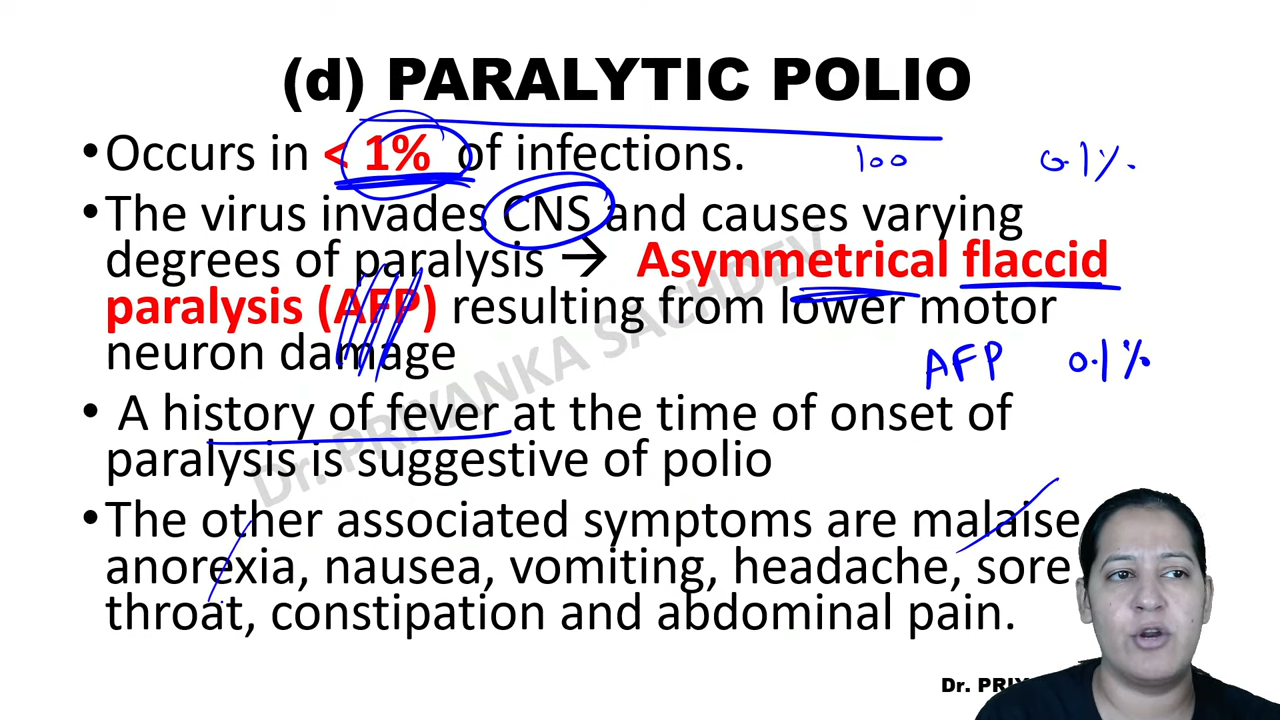 (d) PARALYTIC POLIO
•Occurs in < 1% of infections.
100 0.1%.
•The virus invades CNS and causes varying
degrees of paralysis → Asymmetrical flaccid
paralysis (AFP) resulting from lower motor
neuron damage
AFP 0.1%
• A history of fever at the time of onset of
paralysis is suggestive of polio
•The other associated symptoms are malaise
anorexia, nausea, vomiting, headache, sore
throat, constipation and abdominal pain.
Dr. PRIYANKA SACHDEV
Dr. PRIY